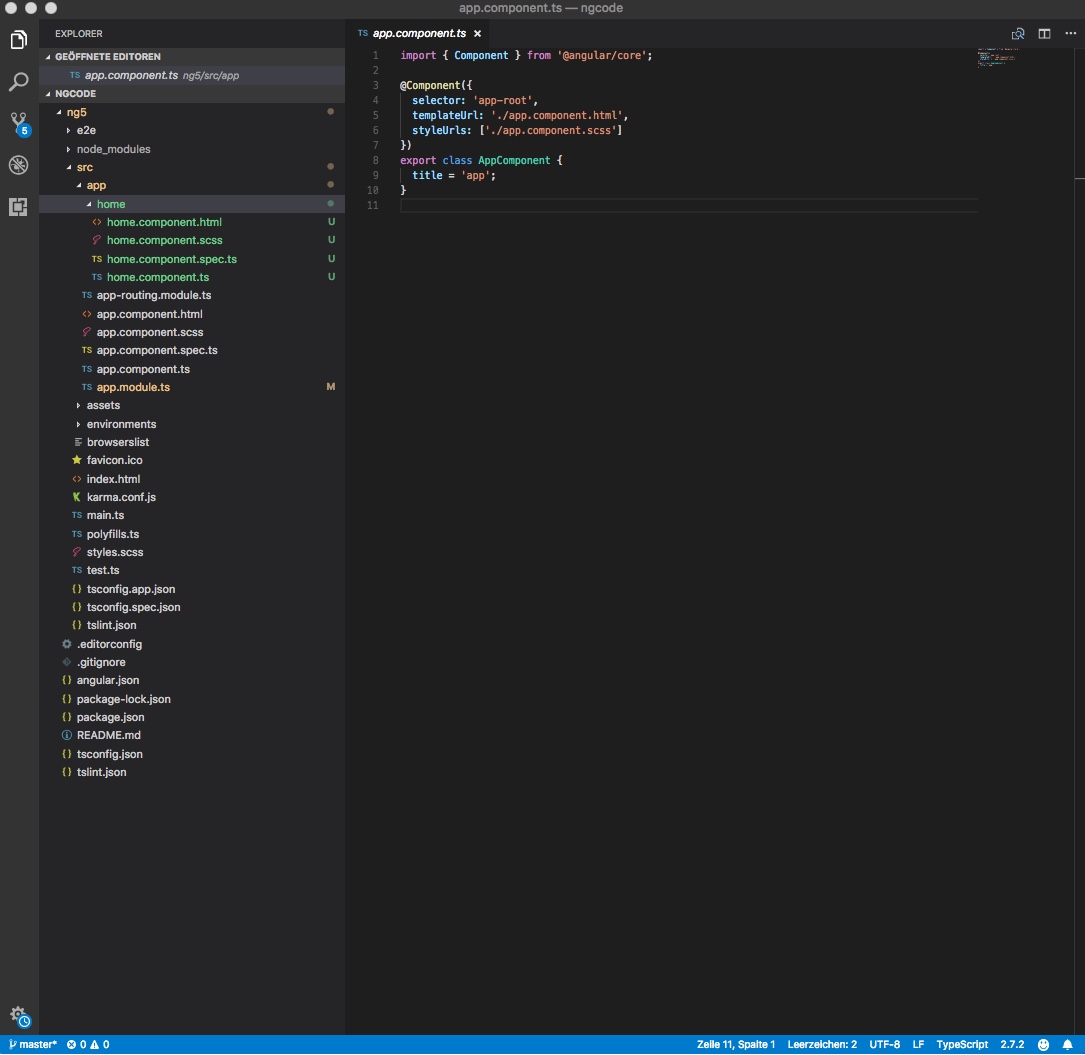 app.component.ts — ngcode
EXPLORER
GEÖFFNETE EDITOREN
TS app.component.ts ng5/src/app
NGCODE
ng5
e2e
node_modules
src
app
home
home.component.html U
home.component.scss U
TS home.component.spec.ts U
TS home.component.ts U
TS app-routing.module.ts
app.component.html
app.component.scss
TS app.component.spec.ts
TS app.component.ts
TS app.module.ts M
assets
environments
browserslist
favicon.ico
index.html
karma.conf.js
TS main.ts
TS polyfills.ts
styles.scss
TS test.ts
{} tsconfig.app.json
{} tsconfig.spec.json
{} tslint.json
.editorconfig
.gitignore
{} angular.json
{} package-lock.json
{} package.json
README.md
{} tsconfig.json
{} tslint.json
5
TS app.component.ts ×
1 import { Component } from '@angular/core';
2
3 @Component({
4 selector: 'app-root',
5 templateUrl: './app.component.html',
6 styleUrls: ['./app.component.scss']
7 })
8 export class AppComponent {
9 title = 'app';
10 }
11
master* 0 0 Zeile 11, Spalte 1 Leerzeichen: 2 UTF-8 LF TypeScript 2.7.2